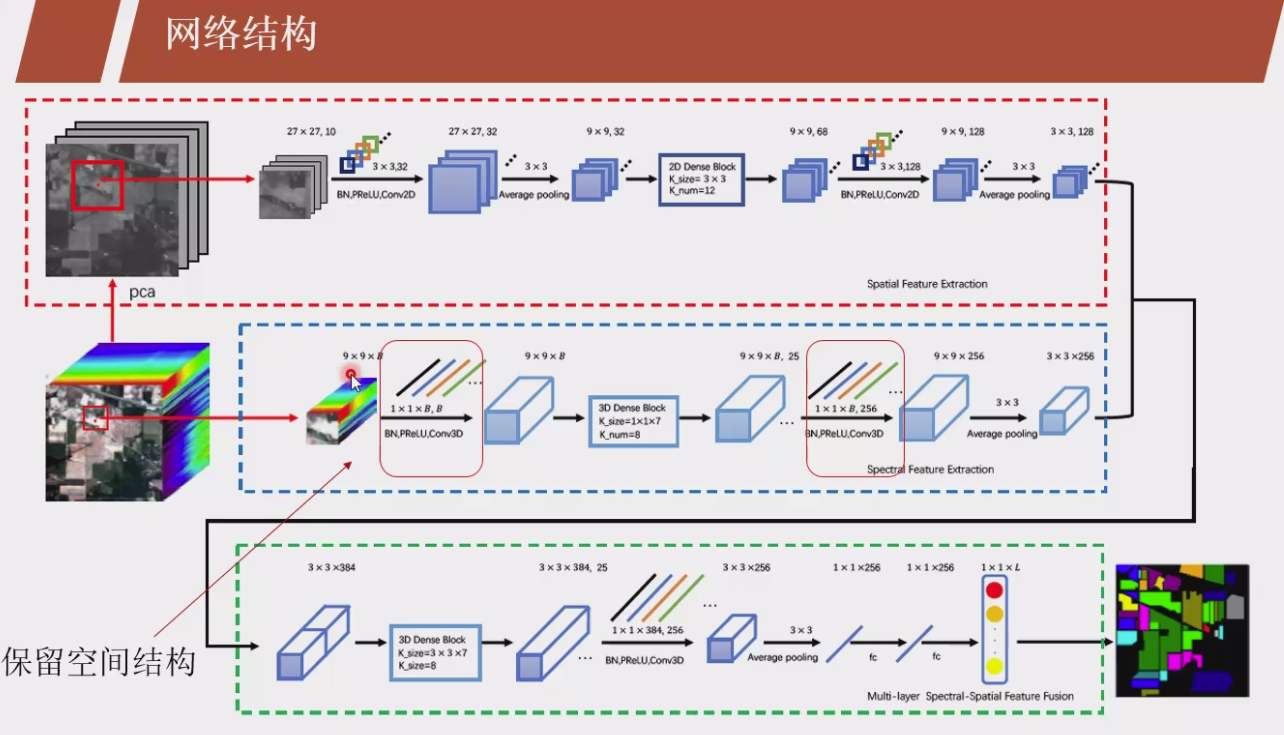 网络结构
27×27, 10
27×27, 32
9×9, 32
9×9, 68
9×9, 128
3×3, 128
3×3,32
BN,PReLU,Conv2D
3×3
Average pooling
2D Dense Block
K_size= 3×3
K_num=12
3×3,128
BN,PReLU,Conv2D
3×3
Average pooling
Spatial Feature Extraction
pca
9×9×B
9×9×B
9×9×B, 25
9×9×256
3×3×256
1×1×B, B
BN,PReLU,Conv3D
3D Dense Block
K_size=1×1×7
K_num=8
1×1×B, 256
BN,PReLU,Conv3D
3×3
Average pooling
Spectral Feature Extraction
3×3×384
3×3×384, 25
3×3×256
1×1×256
1×1×256
1×1×L
保留空间结构
3D Dense Block
K_size=3×3×7
K_size=8
1×1×384, 256
BN,PReLU,Conv3D
3×3
Average pooling
fc
fc
Multi-layer Spectral-Spatial Feature Fusion